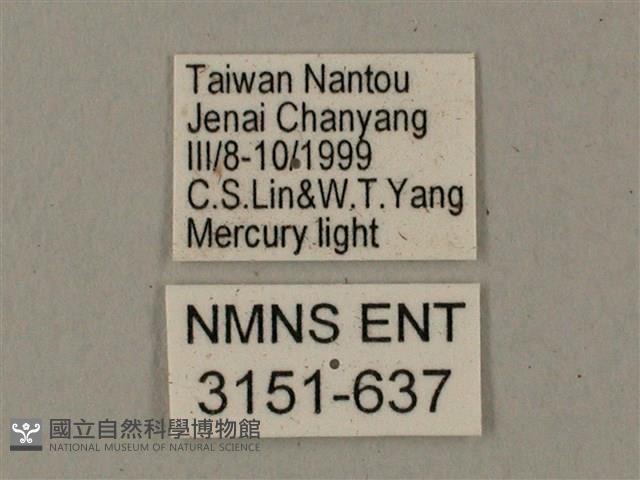 Taiwan Nantou
Jenai Chanyang
III/8-10/1999
C.S.Lin&W.T.Yang
Mercury light
NMNS ENT
3151-637
國立自然科學博物館
NATIONAL MUSEUM OF NATURAL SCIENCE